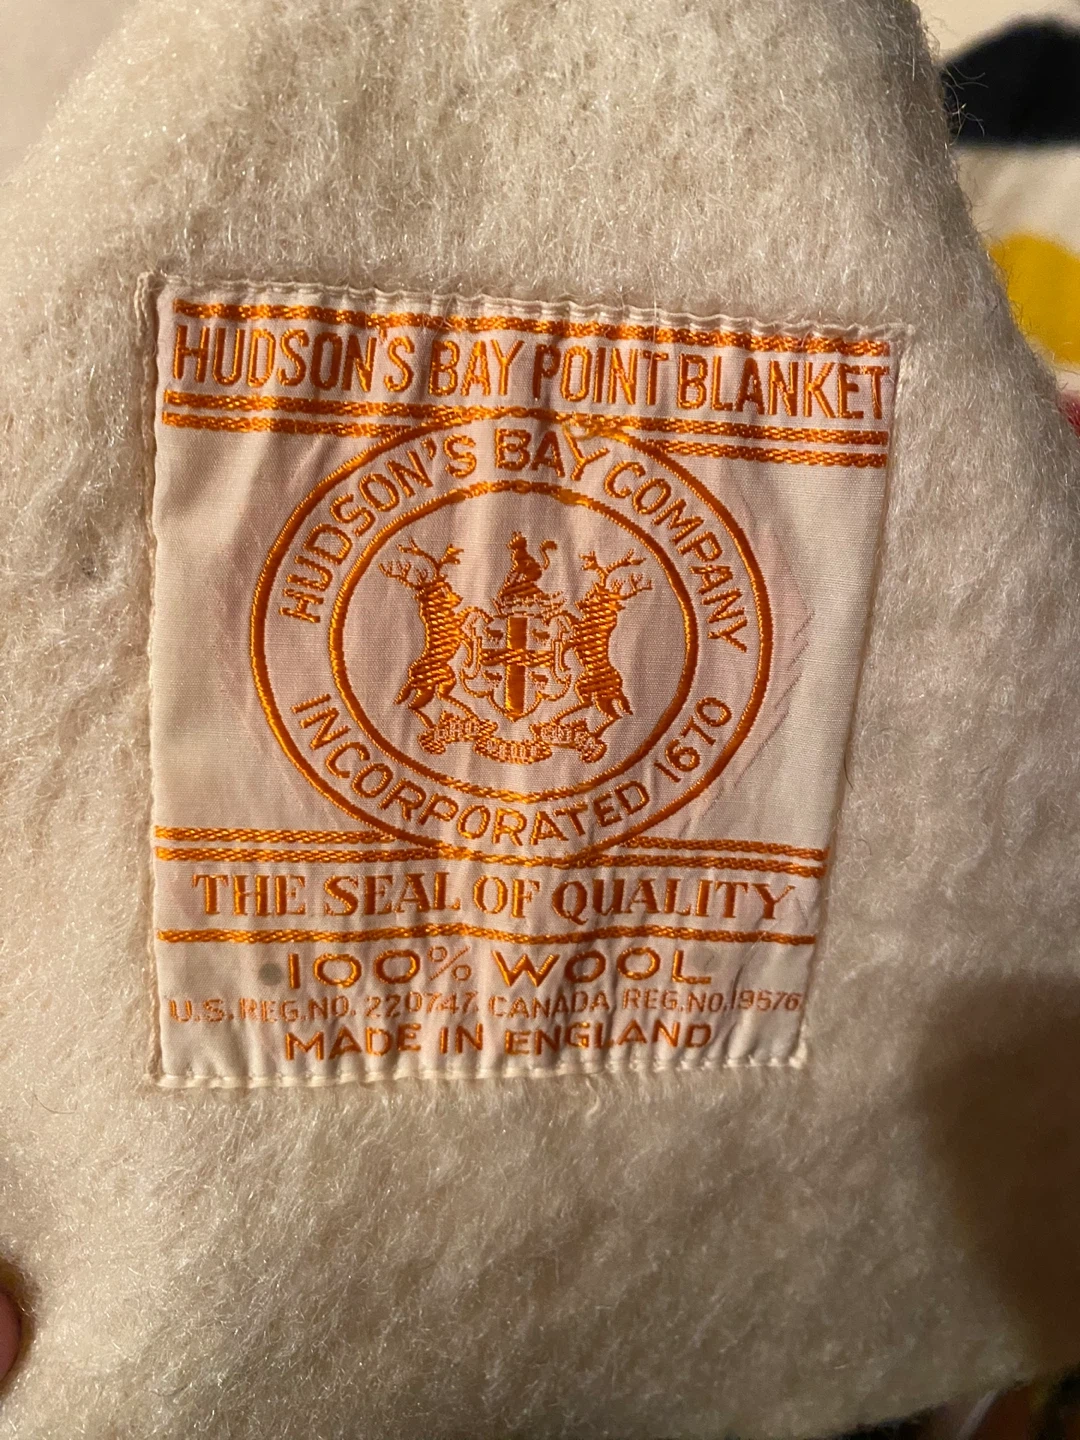 HUDSON'S BAY POINT BLANKET
HUDSON'S BAY COMPANY
INCORPORATED 1670
THE SEAL OF QUALITY
100% WOOL
U.S. REG. NO. 220747. CANADA, REG. NO. 19576.
MADE IN ENGLAND